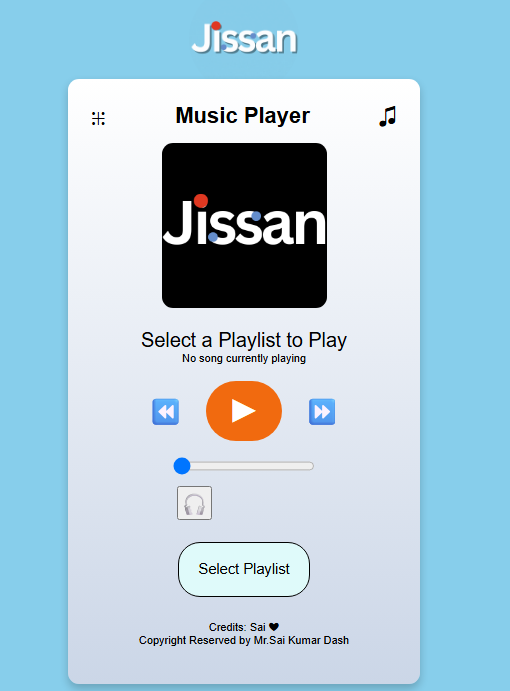 Jissan
Music Player
Jissan
Select a Playlist to Play
No song currently playing
Select Playlist
Credits: Sai ❤
Copyright Reserved by Mr.Sai Kumar Dash